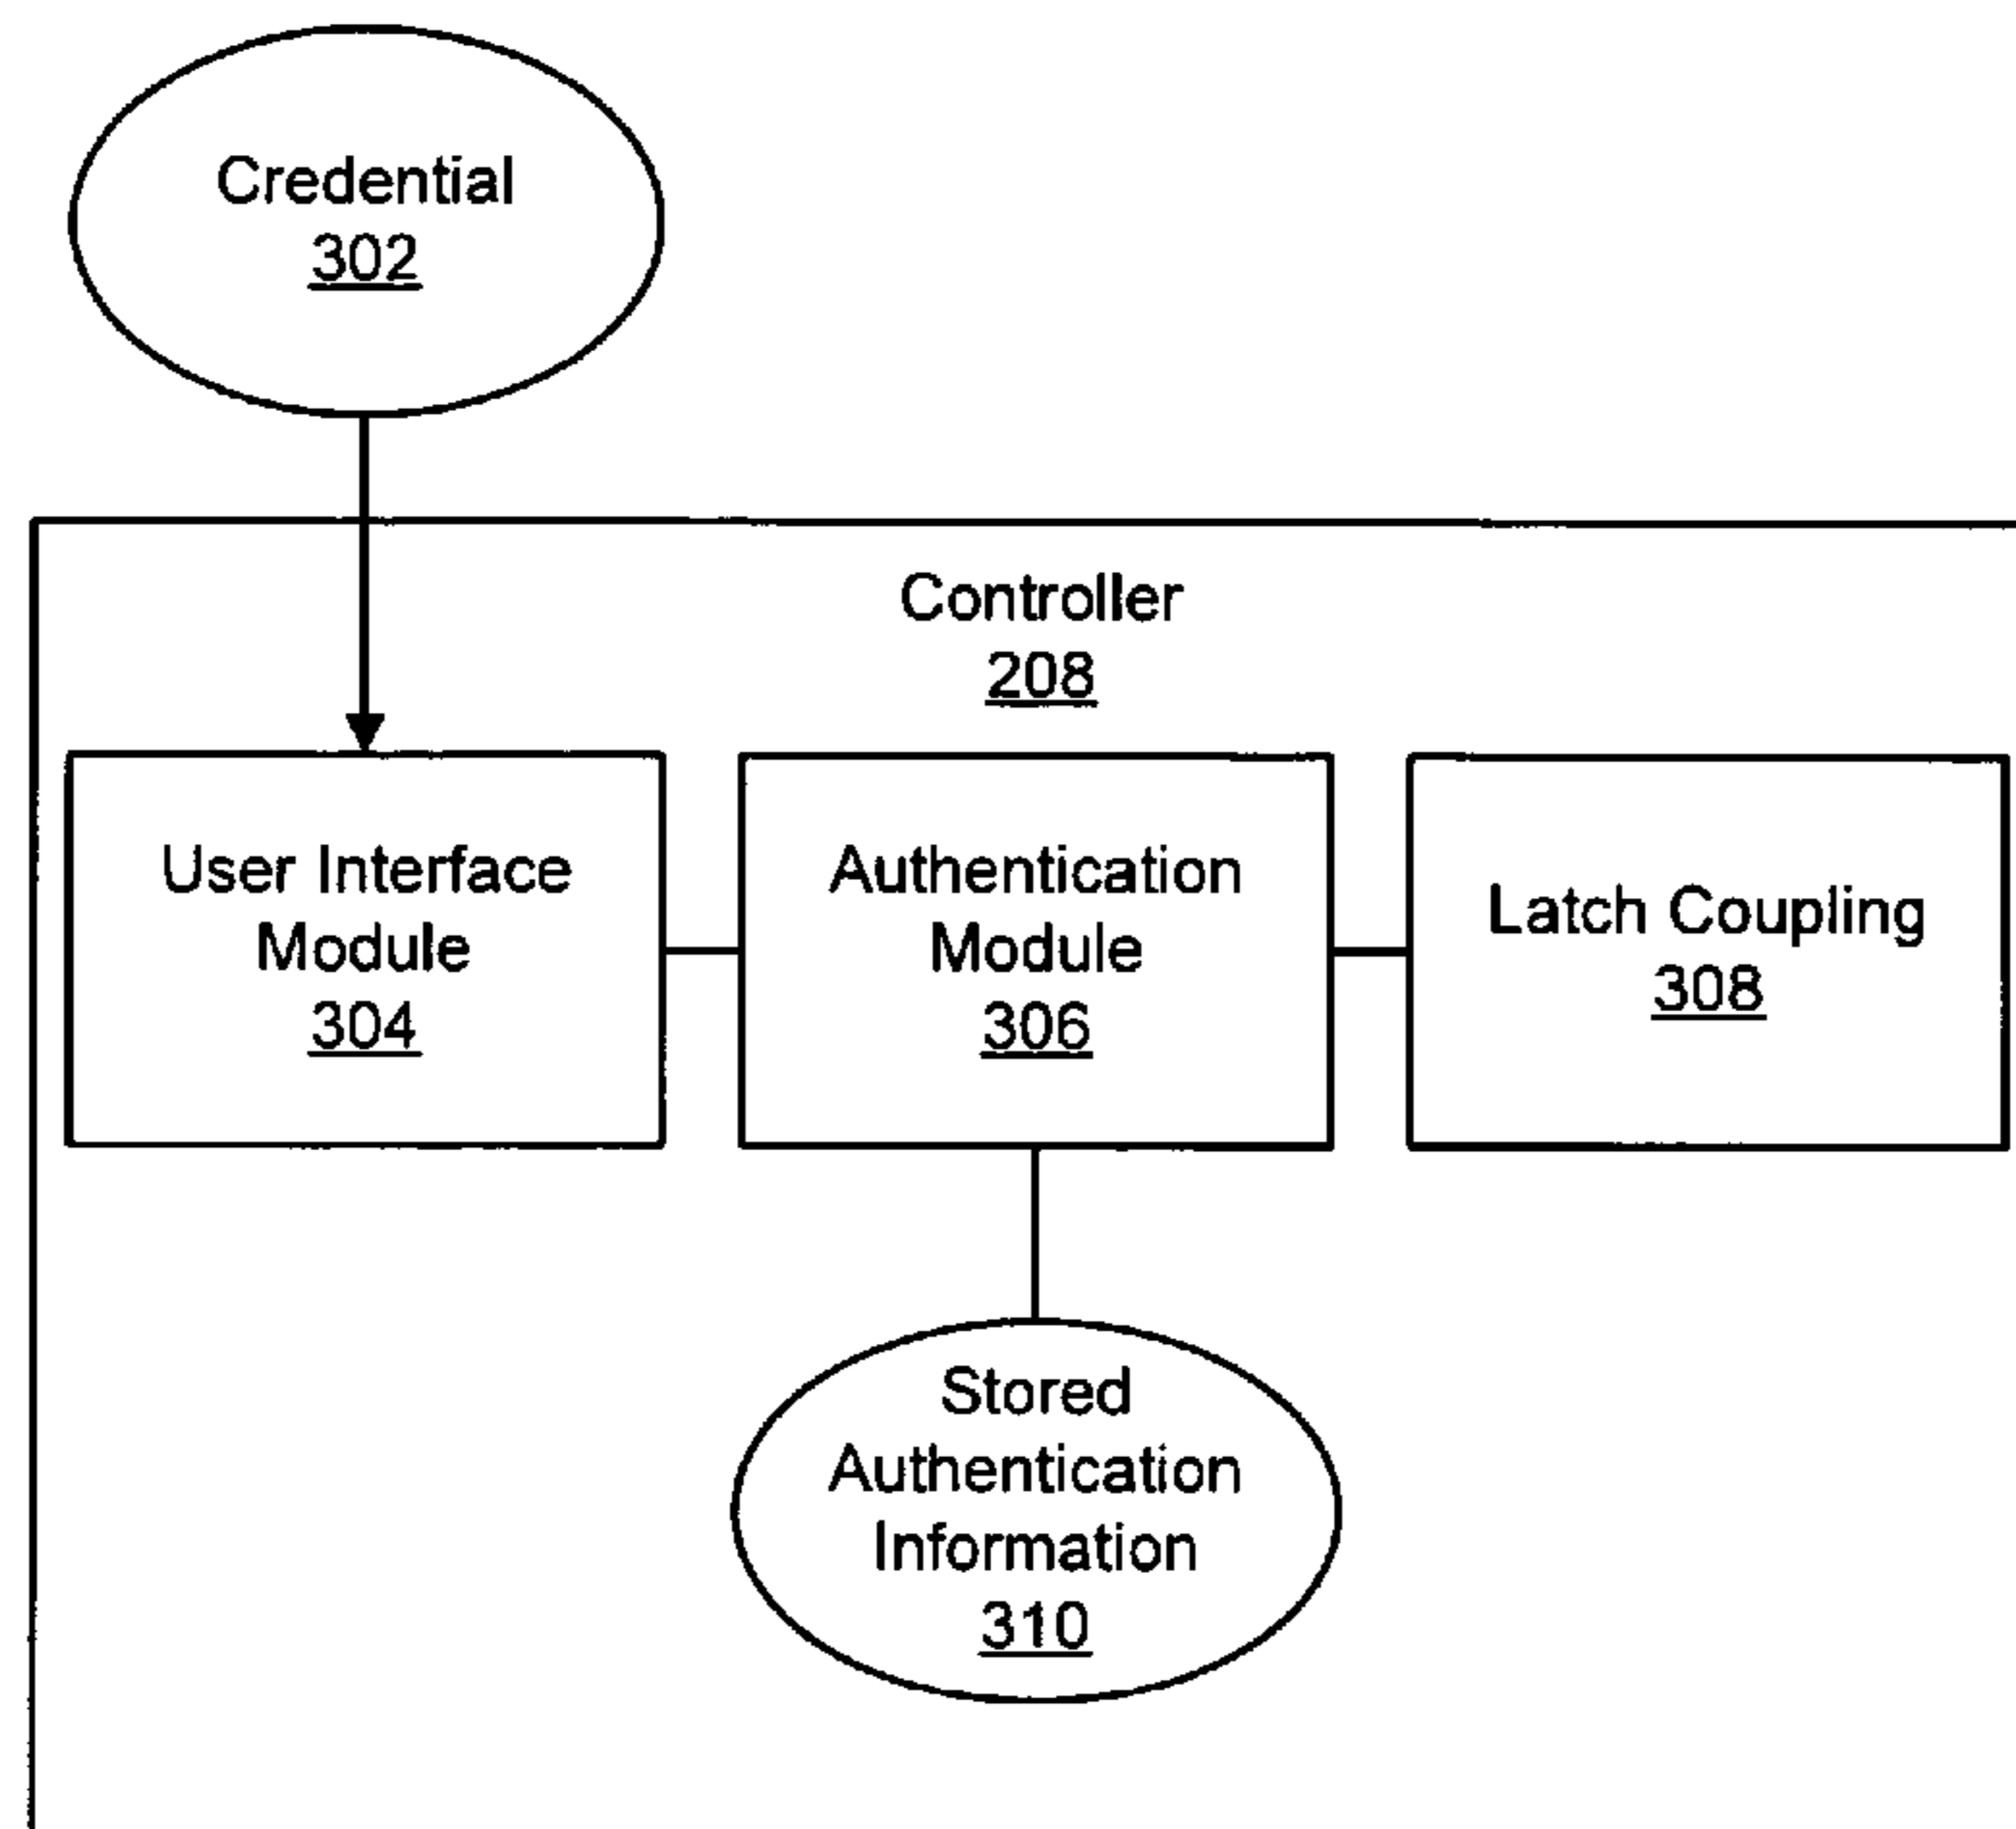 Credential
302
Controller
208
User Interface
Module
304
Authentication
Module
306
Latch Coupling
308
Stored
Authentication
Information
310